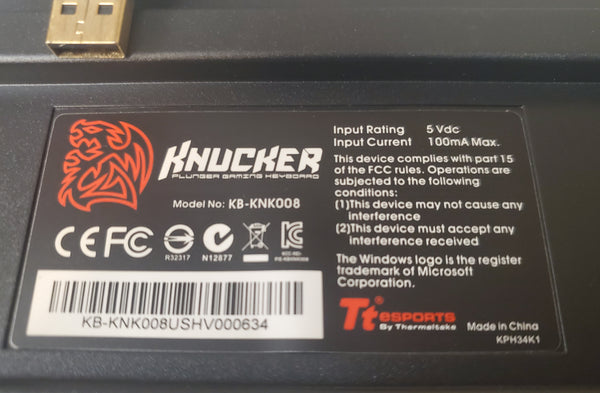 KNUCKER
PLUNGER GAMING KEYBOARD
Model No: KB-KNK008
CE FC
R32317 N12877
KB-KNK008USHV000634
Input Rating 5 Vdc
Input Current 100mA Max.
This device complies with part 15
of the FCC rules. Operations are
subjected to the following
conditions:
(1)This device may not cause any
interference
(2)This device must accept any
interference received
The Windows logo is the register
trademark of Microsoft
Corporation.
Tt eSPORTS
By Thermaltake
Made in China
KPH34K1